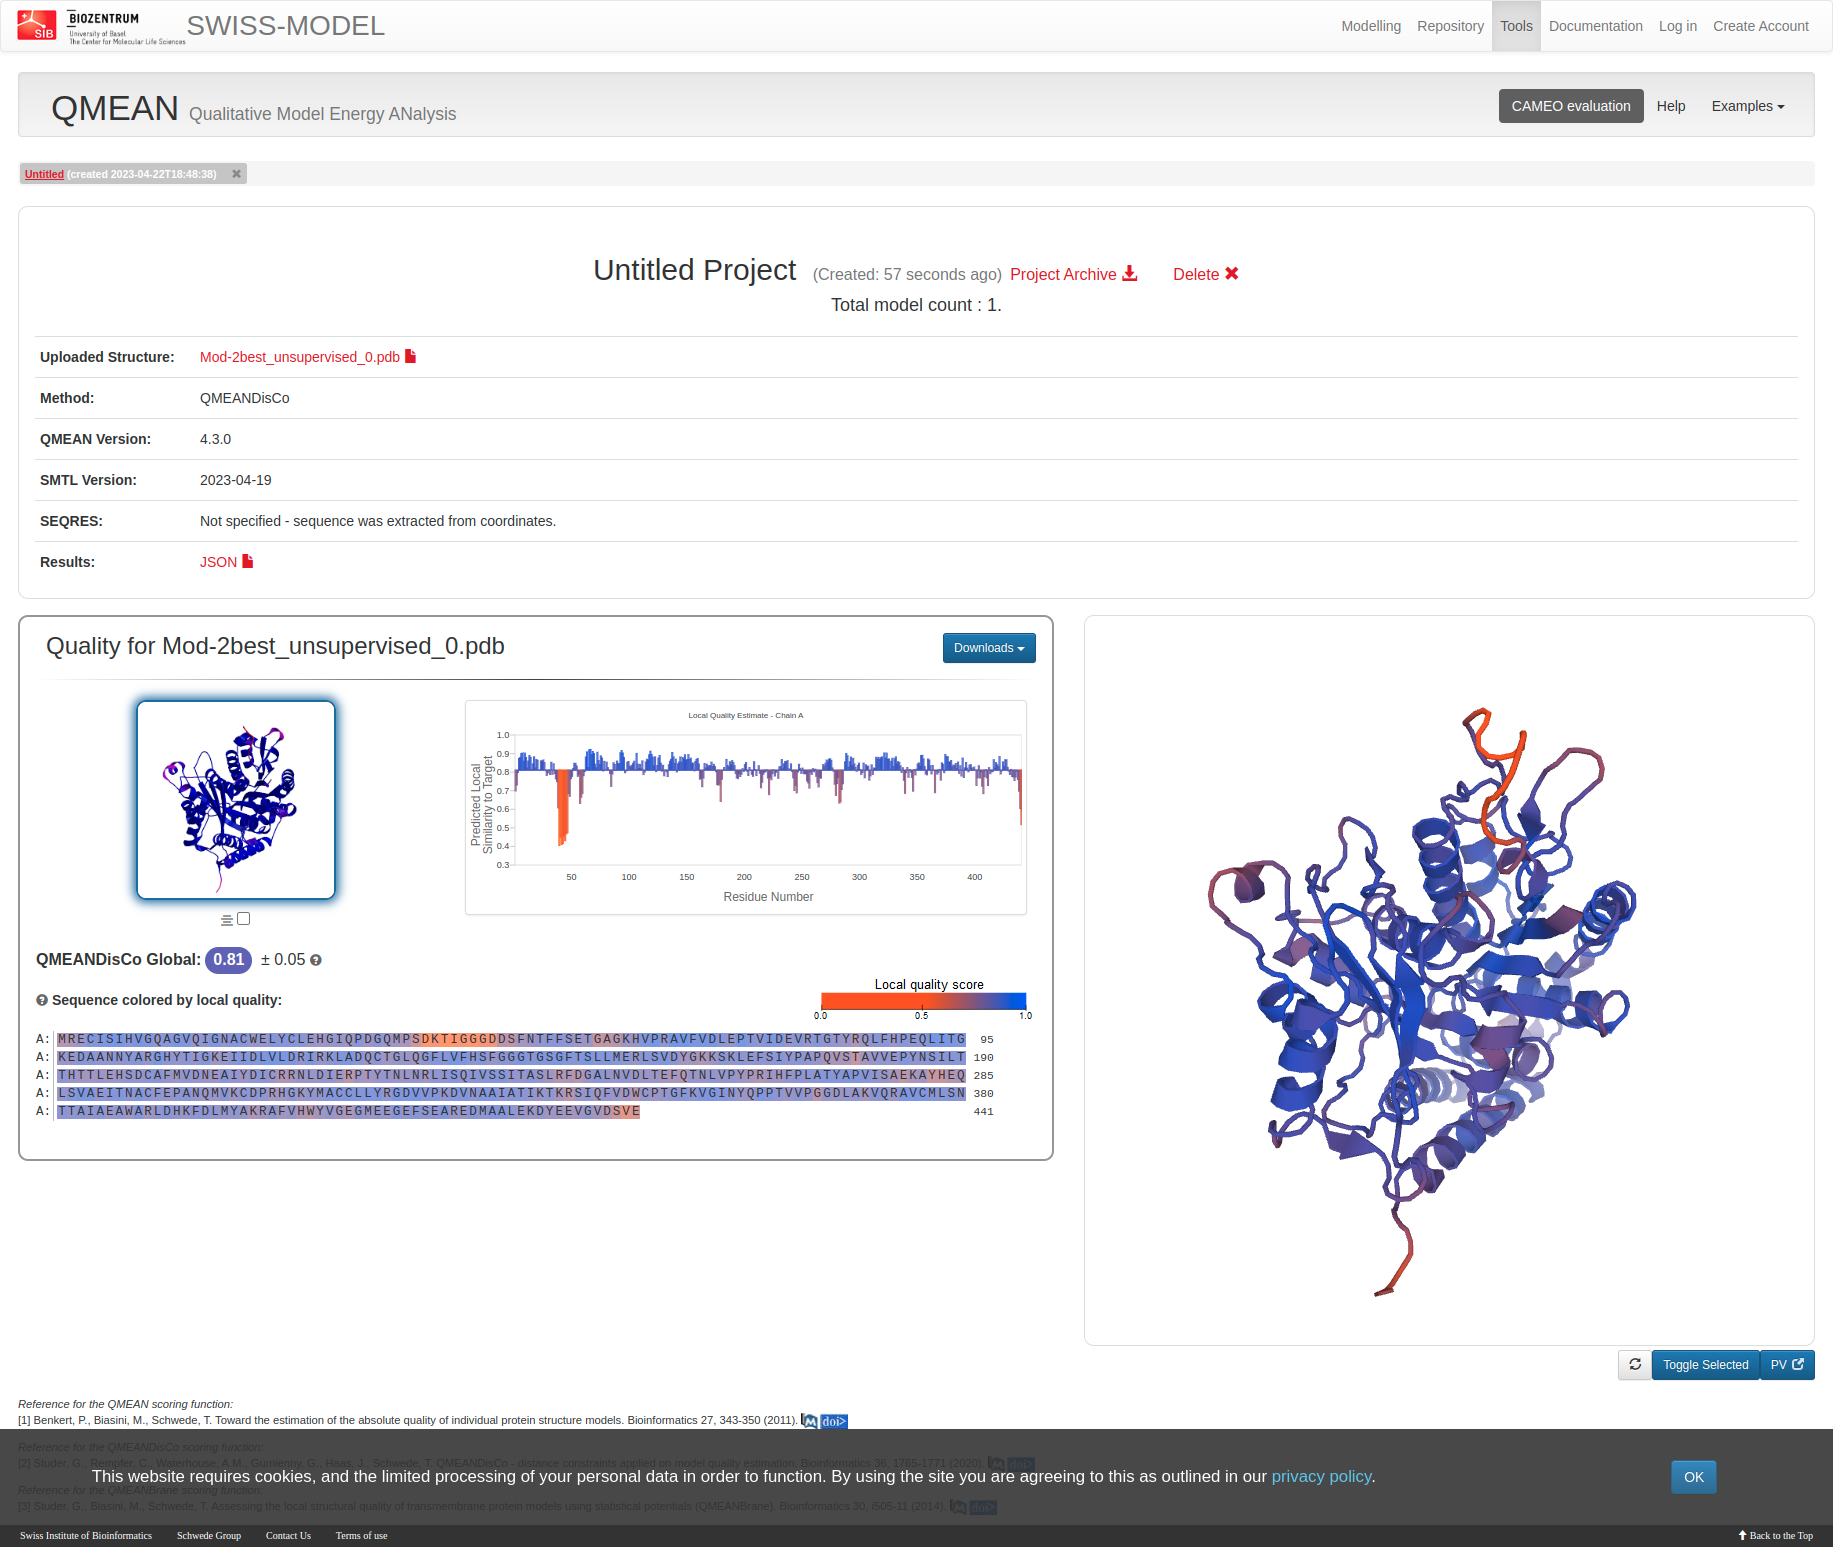 SIB
BIOZENTRUM
University of Basel
The Center for Molecular Life Sciences
SWISS-MODEL
Modelling Repository Tools Documentation Log in Create Account
QMEAN Qualitative Model Energy ANalysis
CAMEO evaluation Help Examples
Untitled (created 2023-04-22T18:48:38) ✖
Untitled Project (Created: 57 seconds ago) Project Archive Delete ✖
Total model count : 1.
Uploaded Structure: Mod-2best_unsupervised_0.pdb
Method: QMEANDisCo
QMEAN Version: 4.3.0
SMTL Version: 2023-04-19
SEQRES: Not specified - sequence was extracted from coordinates.
Results: JSON
Quality for Mod-2best_unsupervised_0.pdb
Downloads
Local Quality Estimate - Chain A
Predicted Local
Similarity to Target
1.0
0.9
0.8
0.7
0.6
0.5
0.4
0.3
50 100 150 200 250 300 350 400
Residue Number
QMEANDisCo Global: 0.81 ± 0.05
Sequence colored by local quality:
Local quality score
0.0 0.5 1.0
A: MRECISIHVGQAGVQIGNACWELYCLEHGIQPDGQMPSDKTIGGGDDSFNTFFSETGAGKHVPRAVFVDLEPTVIDEVRTGTYRQLFHPEQLITG 95
A: KEDAANNYARGHYTIGKEIIDLVLDRIRKLADQCTGLQGFLVFHSFGGGTGSGFTSLLMERLSVDYGKKSKLEFSIYPAPQVSTAVVEPYNSILT 190
A: THTTLEHSDCAFMVDNEAIYDICRRNLDIERPTYTNLNRLISQIVSSITASLRFDGALNVDLTEFQTNLVPYPRIHFPLATYAPVISAEKAYHEQ 285
A: LSVAEITNACFEPANQMVKCDPRHGKYMACCLLYRGDVVPKDVNAAIATIKTKRSIQFVDWCPTGFKVGINYQPPTVVPGGDLAKVQRAVCMLSN 380
A: TTAIAEAWARLDHKFDLMYAKRAFVHWYVGEGMEEGEFSEAREDMAALEKDYEEVGVDSVE 441
Toggle Selected PV
Reference for the QMEAN scoring function:
[1] Benkert, P., Biasini, M., Schwede, T. Toward the estimation of the absolute quality of individual protein structure models. Bioinformatics 27, 343-350 (2011). M doi>
Reference for the QMEANDisCo scoring function:
[2] Studer, G., Rempfer, C., Waterhouse, A.M., Gumienny, G., Haas, J., Schwede, T. QMEANDisCo - distance constraints applied on model quality estimation. Bioinformatics 36, 1765-1771 (2020). M doi>
This website requires cookies, and the limited processing of your personal data in order to function. By using the site you are agreeing to this as outlined in our privacy policy. OK
Reference for the QMEANBrane scoring function:
[3] Studer, G., Biasini, M., Schwede, T. Assessing the local structural quality of transmembrane protein models using statistical potentials (QMEANBrane). Bioinformatics 30, i505-11 (2014). M doi>
Swiss Institute of Bioinformatics Schwede Group Contact Us Terms of use Back to the Top